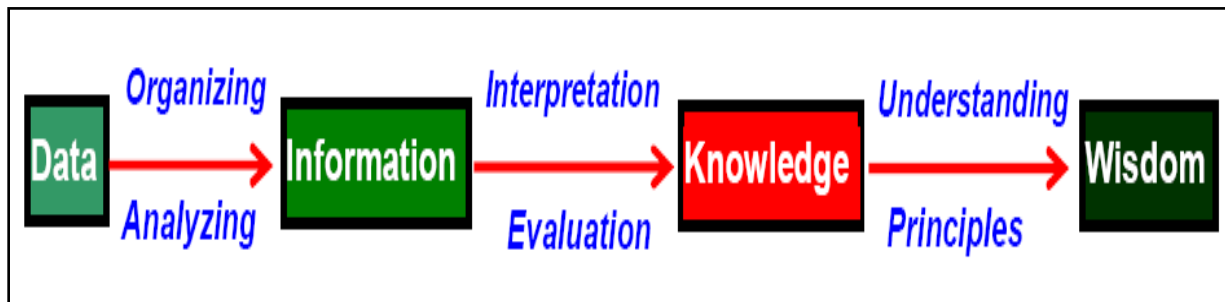 Organizing
Interpretation
Understanding
Data
Information
Knowledge
Wisdom
Analyzing
Evaluation
Principles